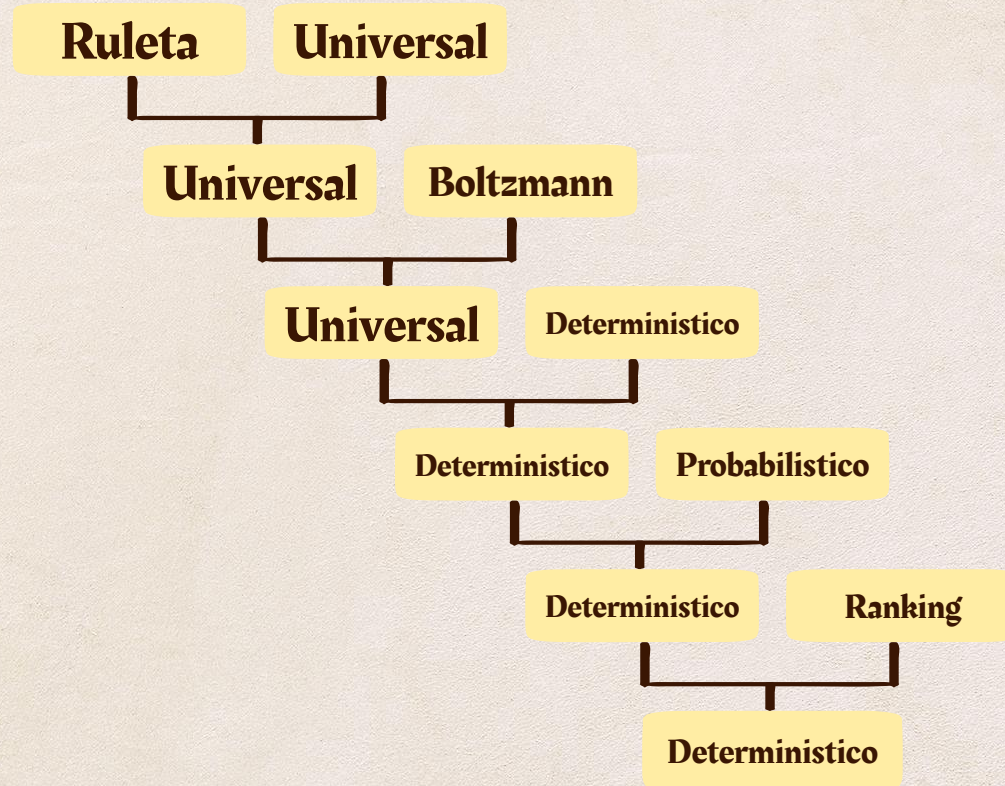 Ruleta
Universal
Universal
Boltzmann
Universal
Deterministico
Deterministico
Probabilistico
Deterministico
Ranking
Deterministico